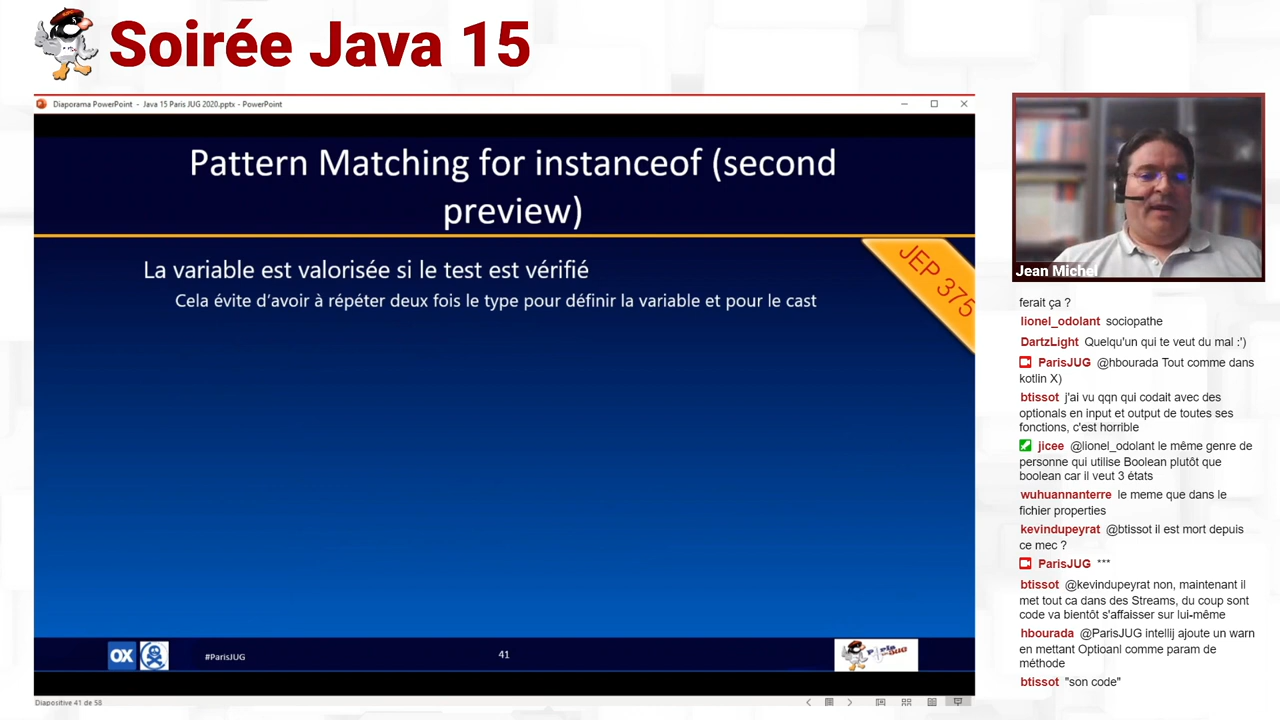 Soirée Java 15
Diaporama PowerPoint - Java 15 Paris JUG 2020.pptx - PowerPoint
Pattern Matching for instanceof (second
preview)
JEP 375
La variable est valorisée si le test est vérifié
Cela évite d'avoir à répéter deux fois le type pour définir la variable et pour le cast
OX
#ParisJUG
41
Diapositive 41 de 58
Jean Michel
ferait ça ?
lionel_odolant sociopathe
DartzLight Quelqu'un qui te veut du mal :')
ParisJUG @hbourada Tout comme dans
kotlin X)
btissot j'ai vu qqn qui codait avec des
optionals en input et output de toutes ses
fonctions, c'est horrible
jicee @lionel_odolant le même genre de
personne qui utilise Boolean plutôt que
boolean car il veut 3 états
wuhuannanterre le meme que dans le
fichier properties
kevindupeyrat @btissot il est mort depuis
ce mec ?
ParisJUG ***
btissot @kevindupeyrat non, maintenant il
met tout ca dans des Streams, du coup sont
code va bientôt s'affaisser sur lui-même
hbourada @ParisJUG intellij ajoute un warn
en mettant Optioanl comme param de
méthode
btissot "son code"